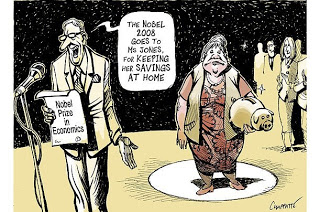 THE NOBEL
2008
GOES TO
MS JONES,
FOR KEEPING
HER SAVINGS
AT HOME
Nobel
Prize
in
Economics
CHAPPATTE